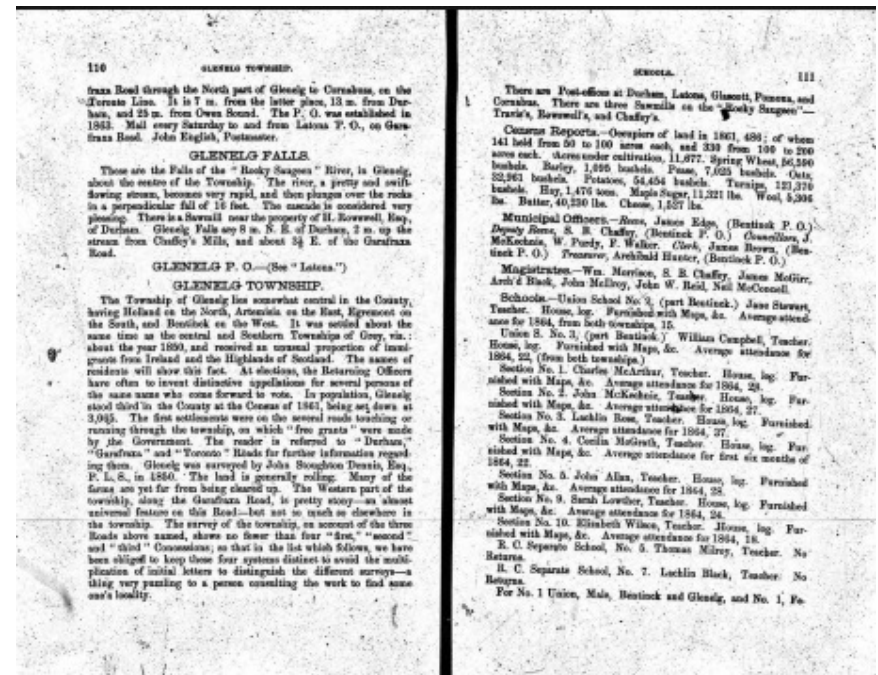 110
GLENELG TOWNSHIP.
fraxa Road through the North part of Glenelg to Cornabuss, on the
Toronto Line. It is 7 m. from the latter place, 13 m. from Dur-
ham, and 25 m. from Owen Sound. The P. O. was established in
1863. Mail every Saturday to and from Latona P. O., on Gara-
fraxa Road. John English, Postmaster.
GLENELG FALLS.
These are the Falls of the "Rocky Saugeen" River, in Glenelg,
about the centre of the Township. The river, a pretty and swift-
flowing stream, becomes very rapid, and then plunges over the rocks
in a perpendicular fall of 16 feet. The cascade is considered very
pleasing. There is a Sawmill near the property of H. Rowswell, Esq.,
of Durham. Glenelg Falls are 8 m. N. E. of Durham, 2 m. up the
stream from Chaffey's Mills, and about 3½ E. of the Garafraxa
Road.
GLENELG P. O.—(See "Latona.")
GLENELG TOWNSHIP.
The Township of Glenelg lies somewhat central in the County,
having Holland on the North, Artemisia on the East, Egremont on
the South, and Bentinck on the West. It was settled about the
same time as the central and Southern Townships of Grey, viz.:
about the year 1850, and received an unusual proportion of immi-
grants from Ireland and the Highlands of Scotland. The names of
residents will show this fact. At elections, the Returning Officers
have often to invent distinctive appellations for several persons of
the same name who come forward to vote. In population, Glenelg
stood third in the County at the Census of 1861, being set down at
The first settlements were on the several roads touching or
running through the township, on which "free grants" were made
by the Government. The reader is referred to "Durham,"
"Garafraxa" and "Toronto" Roads for further information regard-
ing them. Glenelg was surveyed by John Stoughton Dennis, Esq.,
P. L. S., in 1850. The land is generally rolling. Many of the
farms are yet far from being cleared up. The Western part of the
township, along the Garafraxa Road, is pretty stony—an almost
universal feature on this Road—but not so much so elsewhere in
the township. The survey of the township, on account of the three
Roads above named, shows no fewer than four "first," "second"
and "third" Concessions; so that in the list which follows, we have
been obliged to keep these four systems distinct to avoid the multi-
plication of initial letters to distinguish the different surveys—a
thing very puzzling to a person consulting the work to find some
one's locality.
SCHOOLS.
111
There are Post-offices at Durham, Latona, Glascott, Pomona, and
Cornabus. There are three Sawmills on the "Rocky Saugeen"—
Travis's, Rowswell's, and Chaffey's.
Census Reports.—Occupiers of land in 1861, 486; of whom
141 held from 50 to 100 acres each, and 330 from 100 to 200
acres each. Acres under cultivation, 11,677. Spring Wheat, 56,590
bushels. Barley, 1,095 bushels. Pease, 7,025 bushels. Oats,
32,961 bushels. Potatoes, 54,454 bushels. Turnips, 121,370
bushels. Hay, 1,476 tons. Maple Sugar, 11,321 lbs. Wool, 5,306
lbs. Butter, 40,230 lbs. Cheese, 1,527 lbs.
Municipal Officers.—Reeve, James Edge, (Bentinck P. O.)
Deputy Reeve, S. B. Chaffey, (Bentinck P. O.) Councillors, J.
McKechnie, W. Purdy, F. Walker. Clerk, James Brown, (Ben-
tinck P. O.) Treasurer, Archibald Hunter, (Bentinck P. O.)
Magistrates.—Wm. Morrison, S. B. Chaffey, James McGirr,
Arch'd Black, John McIlroy, John W. Reid, Neil McConnell.
Schools.—Union School No. 2, (part Bentinck.) Jane Stewart,
Teacher. House, log. Furnished with Maps, &c. Average attend-
ance for 1864, from both townships, 15.
Union S. No. 3, (part Bentinck.) William Campbell, Teacher.
House, log. Furnished with Maps, &c. Average attendance for
1864, 22, (from both townships.)
Section No. 1. Charles McArthur, Teacher. House, log. Fur-
nished with Maps, &c. Average attendance for 1864, 28.
Section No. 2. John McKechnie, Teacher. House, log. Fur-
nished with Maps, &c. Average attendance for 1864, 27.
Section No. 3. Lachlin Ross, Teacher. House, log. Furnished
with Maps, &c. Average attendance for 1864, 37.
Section No. 4. Cecilia McGrath, Teacher. House, log. Fur-
nished with Maps, &c. Average attendance for first six months of
1864, 22.
Section No. 5. John Allan, Teacher. House, log. Furnished
with Maps, &c. Average attendance for 1864, 28.
Section No. 9. Sarah Lowther, Teacher. House, log. Furnished
with Maps, &c. Average attendance for 1864, 24.
Section No. 10. Elizabeth Wilson, Teacher. House, log. Fur-
nished with Maps, &c. Average attendance for 1864, 18.
R. C. Separate School, No. 5. Thomas Milroy, Teacher. No
Returns.
R. C. Separate School, No. 7. Lachlin Black, Teacher. No
Returns.
For No. 1 Union, Male, Bentinck and Glenelg, and No. 1, Fe-